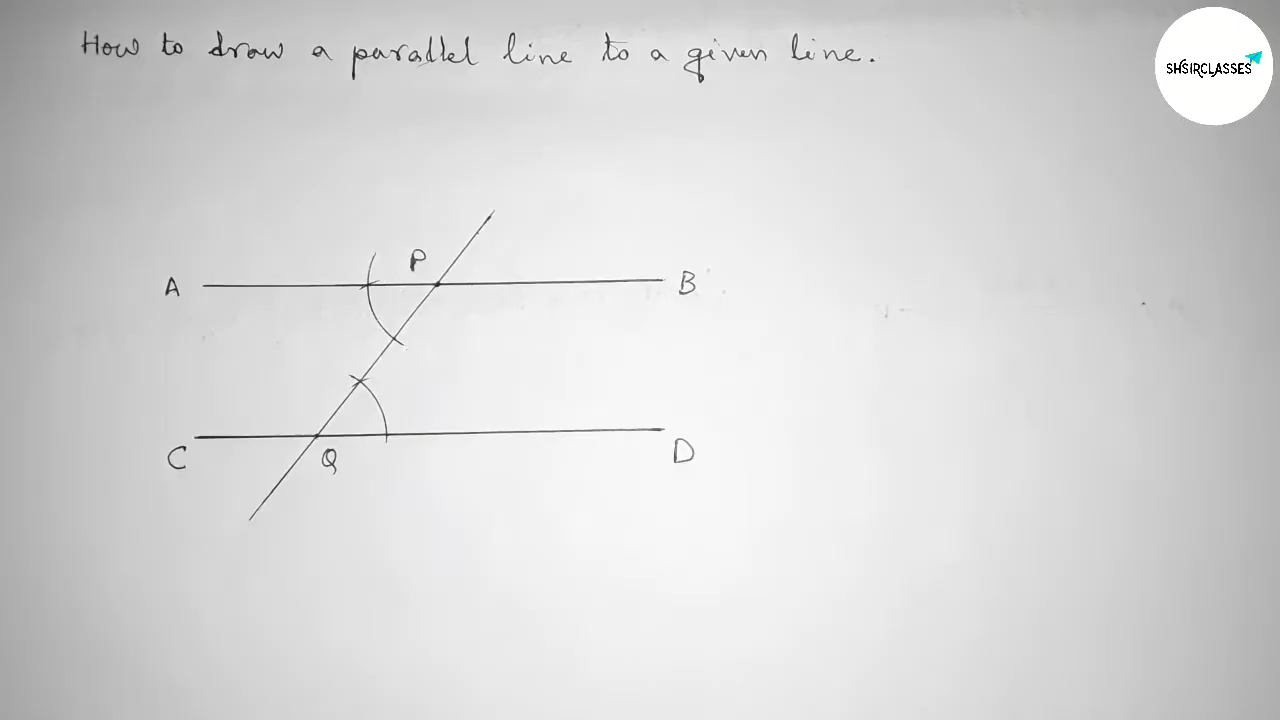 How to draw a parallel line to a given line.
SHSIRCLASSES
P
A
B
C
Q
D